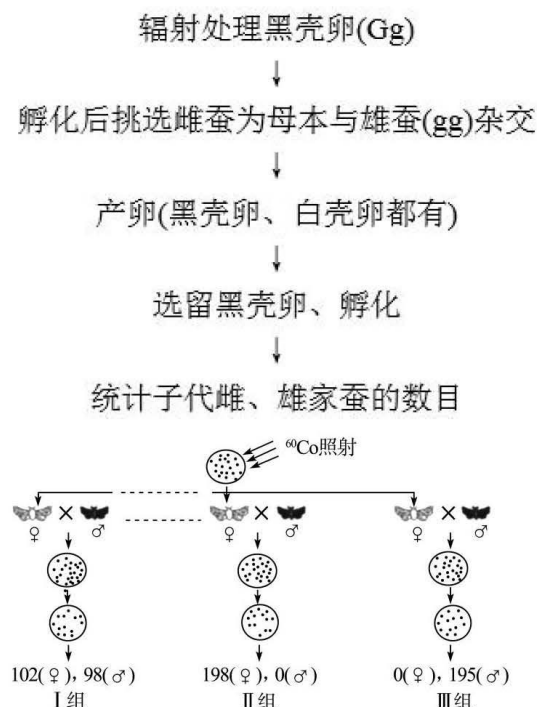 辐射处理黑壳卵(Gg)
孵化后挑选雌蚕为母本与雄蚕(gg)杂交
产卵(黑壳卵、白壳卵都有)
选留黑壳卵、孵化
统计子代雌、雄家蚕的数目
⁶⁰Co照射
♀ × ♂ ♀ × ♂ ♀ × ♂
102(♀), 98(♂) 198(♀), 0(♂) 0(♀), 195(♂)
Ⅰ组 Ⅱ组 Ⅲ组